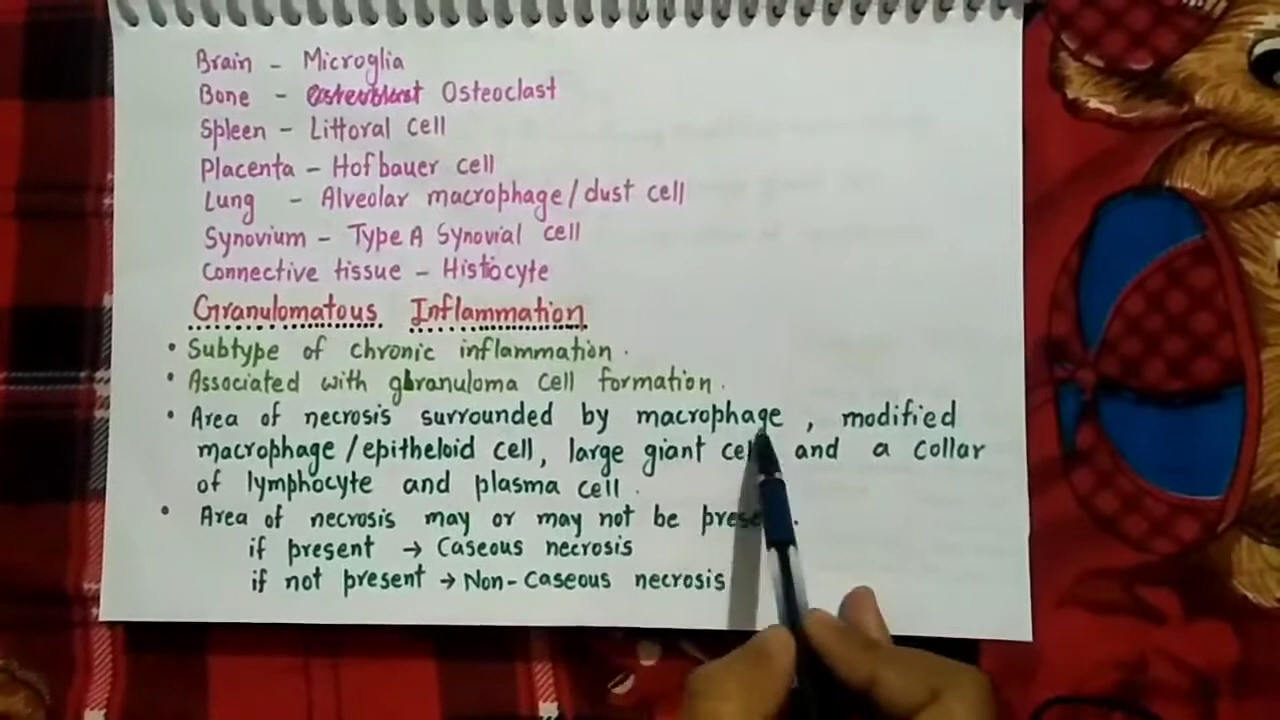 Brain - Microglia
Bone - Osteoblast Osteoclast
Spleen - Littoral cell
Placenta - Hofbauer cell
Lung - Alveolar macrophage/dust cell
Synovium - Type A Synovial cell
Connective tissue - Histiocyte
Granulomatous Inflammation
• Subtype of chronic inflammation.
• Associated with granuloma cell formation.
• Area of necrosis surrounded by macrophage, modified
macrophage/epitheloid cell, large giant cell and a collar
of lymphocyte and plasma cell.
• Area of necrosis may or may not be present.
if present → Caseous necrosis
if not present → Non-Caseous necrosis